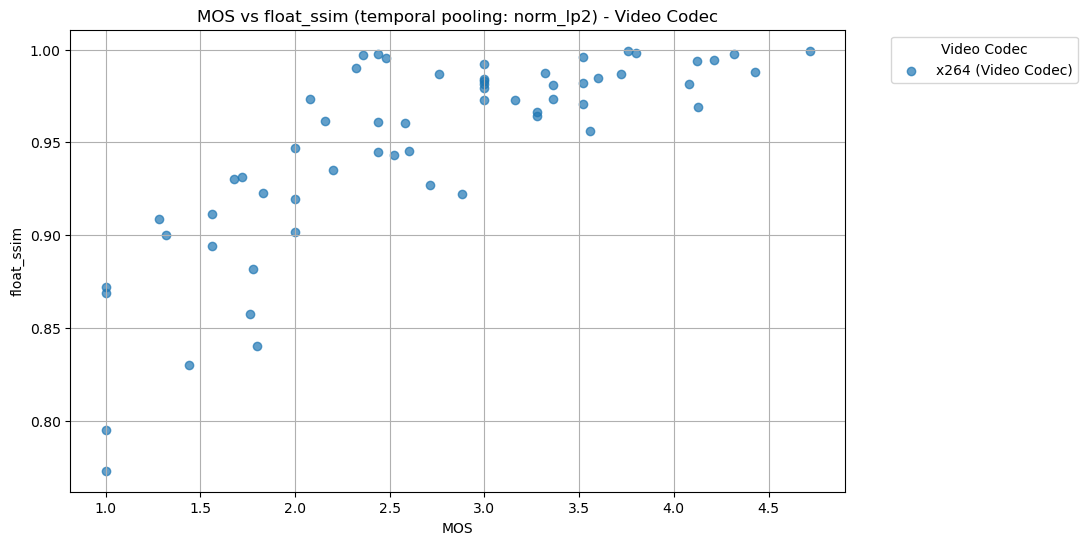 MOS vs float_ssim (temporal pooling: norm_lp2) - Video Codec
Video Codec
x264 (Video Codec)
float_ssim
1.00
0.95
0.90
0.85
0.80
1.0 1.5 2.0 2.5 3.0 3.5 4.0 4.5
MOS